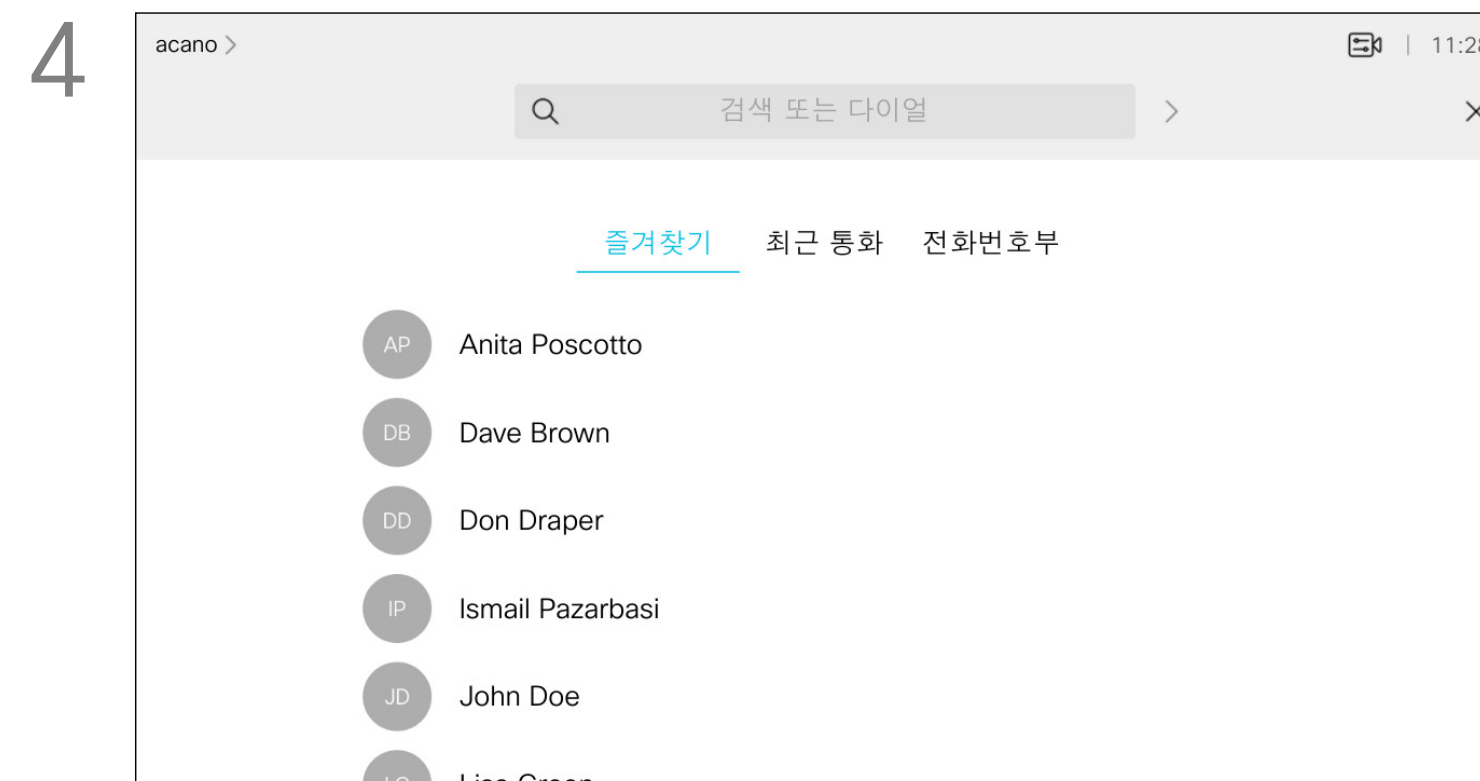 4
acano >
11:28
검색 또는 다이얼
즐겨찾기 최근 통화 전화번호부
AP Anita Poscotto
DB Dave Brown
DD Don Draper
IP Ismail Pazarbasi
JD John Doe